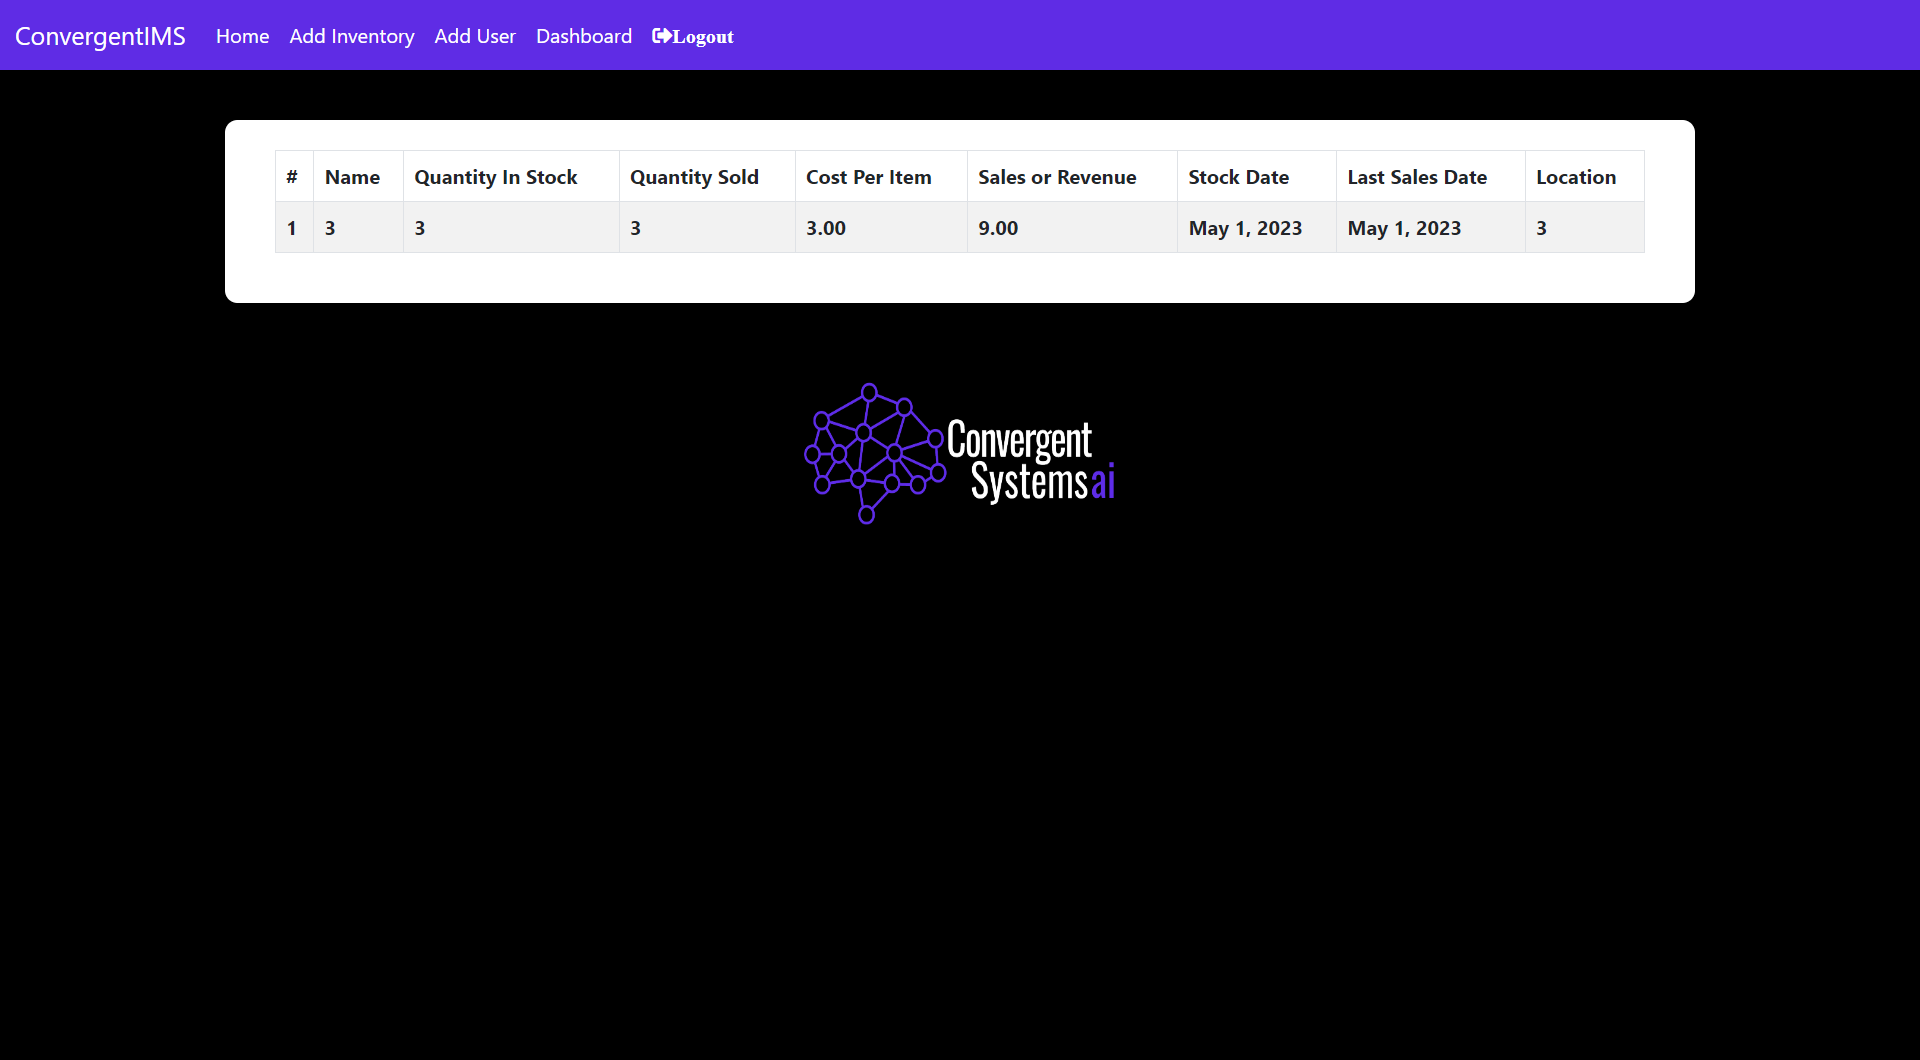 ConvergentIMS Home Add Inventory Add User Dashboard Logout
# Name Quantity In Stock Quantity Sold Cost Per Item Sales or Revenue Stock Date Last Sales Date Location
1 3 3 3 3.00 9.00 May 1, 2023 May 1, 2023 3
Convergent
Systems ai